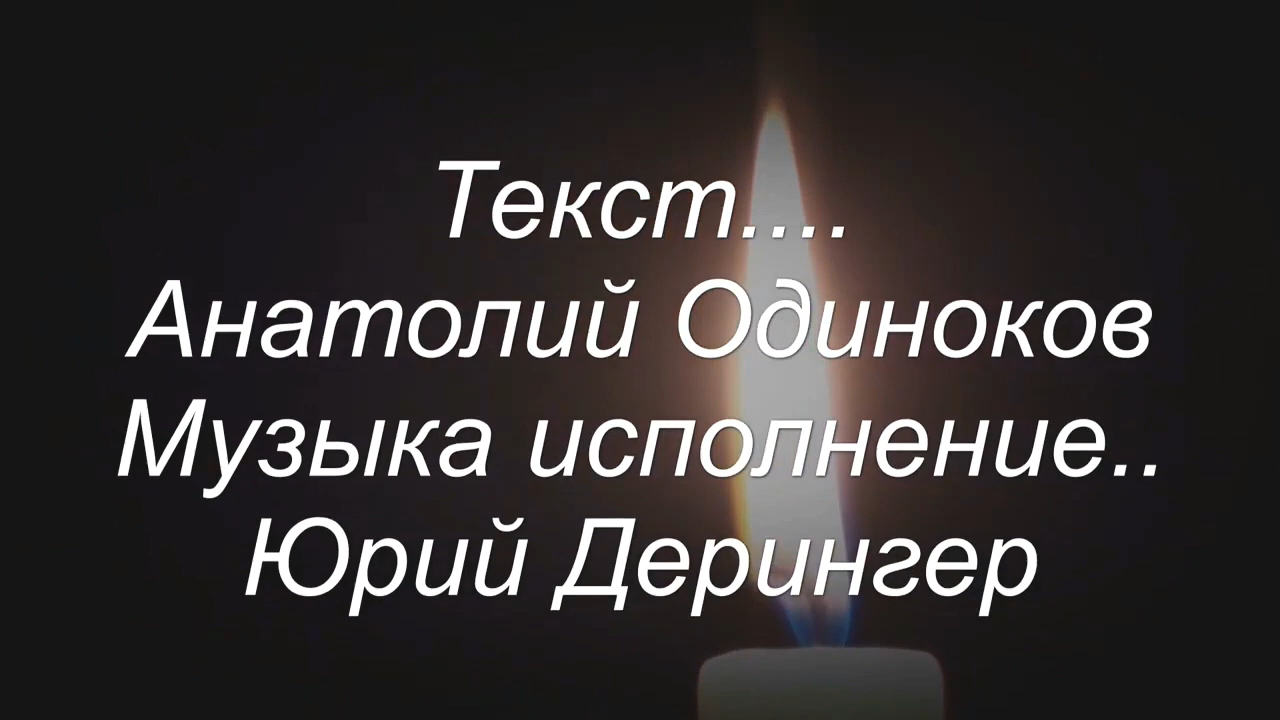 Текст....
Анатолий Одиноков
Музыка исполнение..
Юрий Дерингер